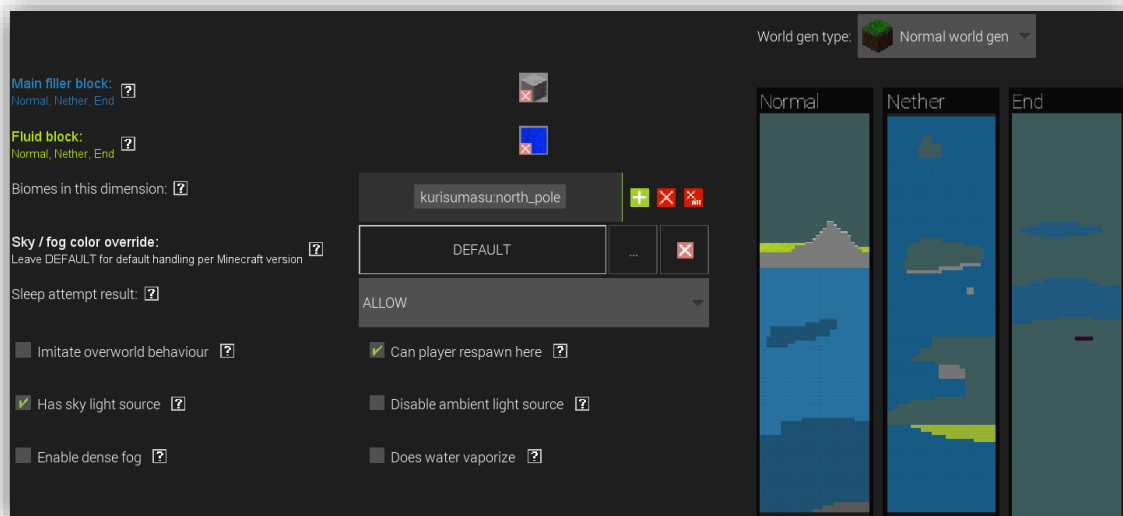 World gen type: Normal world gen
Main filler block: ?
Normal, Nether, End
Fluid block: ?
Normal, Nether, End
Biomes in this dimension: ?
kurisumasu:north_pole
All
Sky / fog color override: ?
Leave DEFAULT for default handling per Minecraft version
DEFAULT
...
Sleep attempt result: ?
ALLOW
Imitate overworld behaviour ?
Can player respawn here ?
Has sky light source ?
Disable ambient light source ?
Enable dense fog ?
Does water vaporize ?
Normal
Nether
End